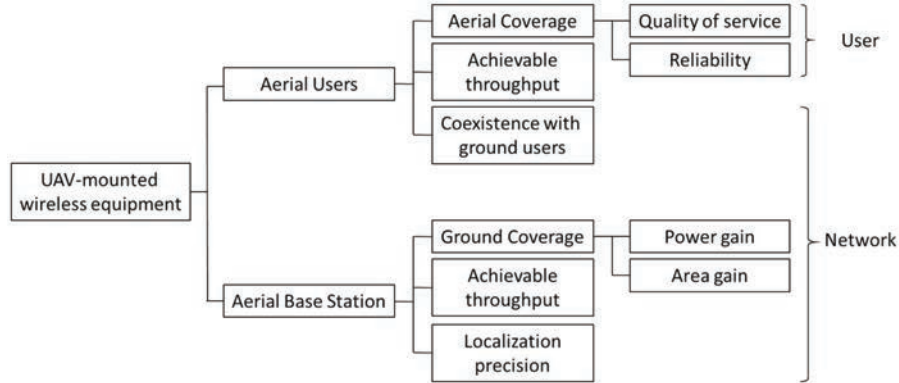 Aerial Coverage
Quality of service
User
Reliability
Achievable
throughput
Aerial Users
Coexistence with
ground users
UAV-mounted
wireless equipment
Ground Coverage
Power gain
Network
Area gain
Achievable
throughput
Aerial Base Station
Localization
precision